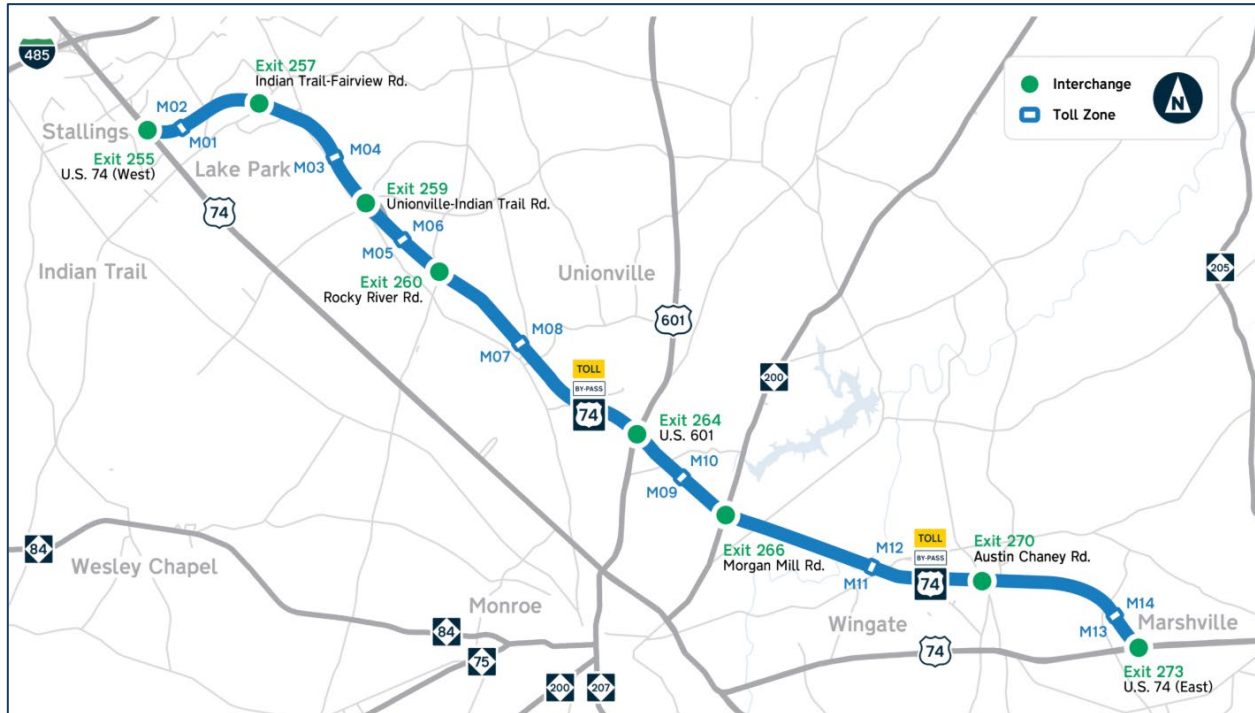 485
Exit 257
Indian Trail-Fairview Rd.
M02
Stallings
M01
Exit 255
U.S. 74 (West)
Lake Park
M03
M04
Exit 259
Unionville-Indian Trail Rd.
74
M06
M05
Indian Trail
Exit 260
Rocky River Rd.
Unionville
Interchange
Toll Zone
N
205
601
M08
M07
TOLL
BY-PASS
74
200
Exit 264
U.S. 601
M10
M09
Exit 266
Morgan Mill Rd.
M12
M11
TOLL
BY-PASS
74
Exit 270
Austin Chaney Rd.
84
Wesley Chapel
Monroe
84
75
200
207
Wingate
74
M14
M13
Marshville
Exit 273
U.S. 74 (East)